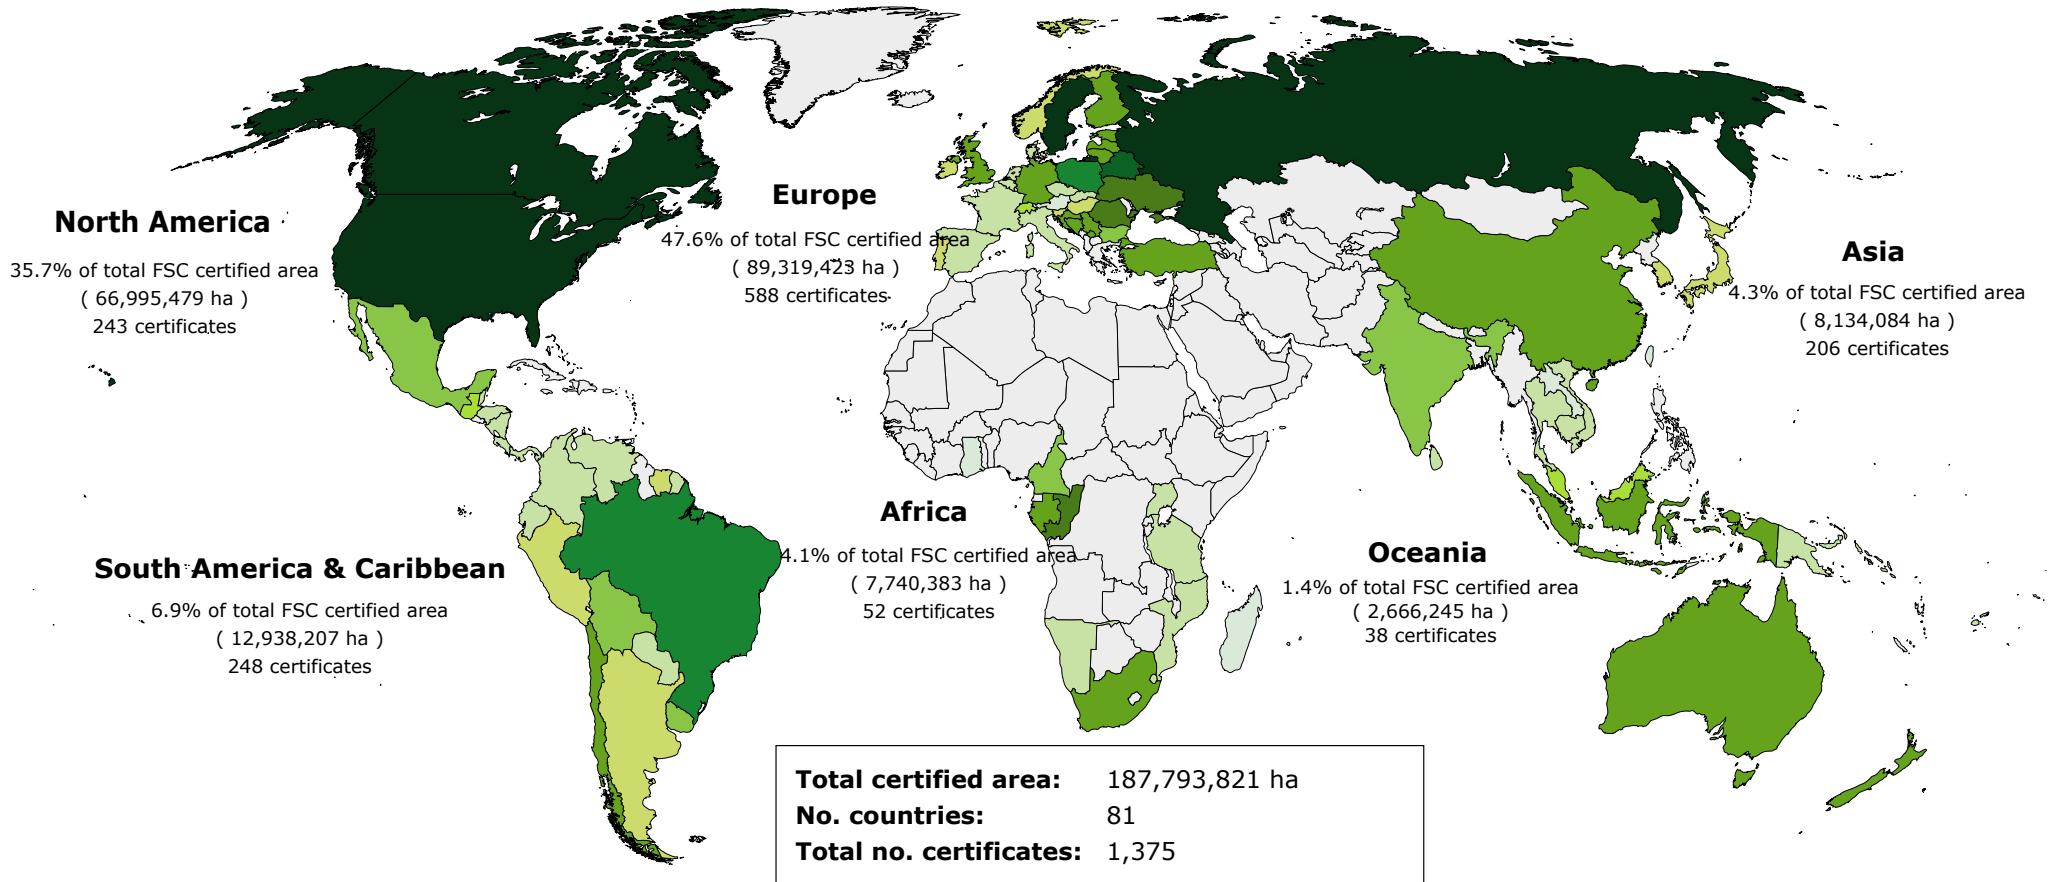 North America
35.7% of total FSC certified area
( 66,995,479 ha )
243 certificates
Europe
47.6% of total FSC certified area
( 89,319,423 ha )
588 certificates
Asia
4.3% of total FSC certified area
( 8,134,084 ha )
206 certificates
South America & Caribbean
6.9% of total FSC certified area
( 12,938,207 ha )
248 certificates
Africa
4.1% of total FSC certified area
( 7,740,383 ha )
52 certificates
Oceania
1.4% of total FSC certified area
( 2,666,245 ha )
38 certificates
Total certified area: 187,793,821 ha
No. countries: 81
Total no. certificates: 1,375